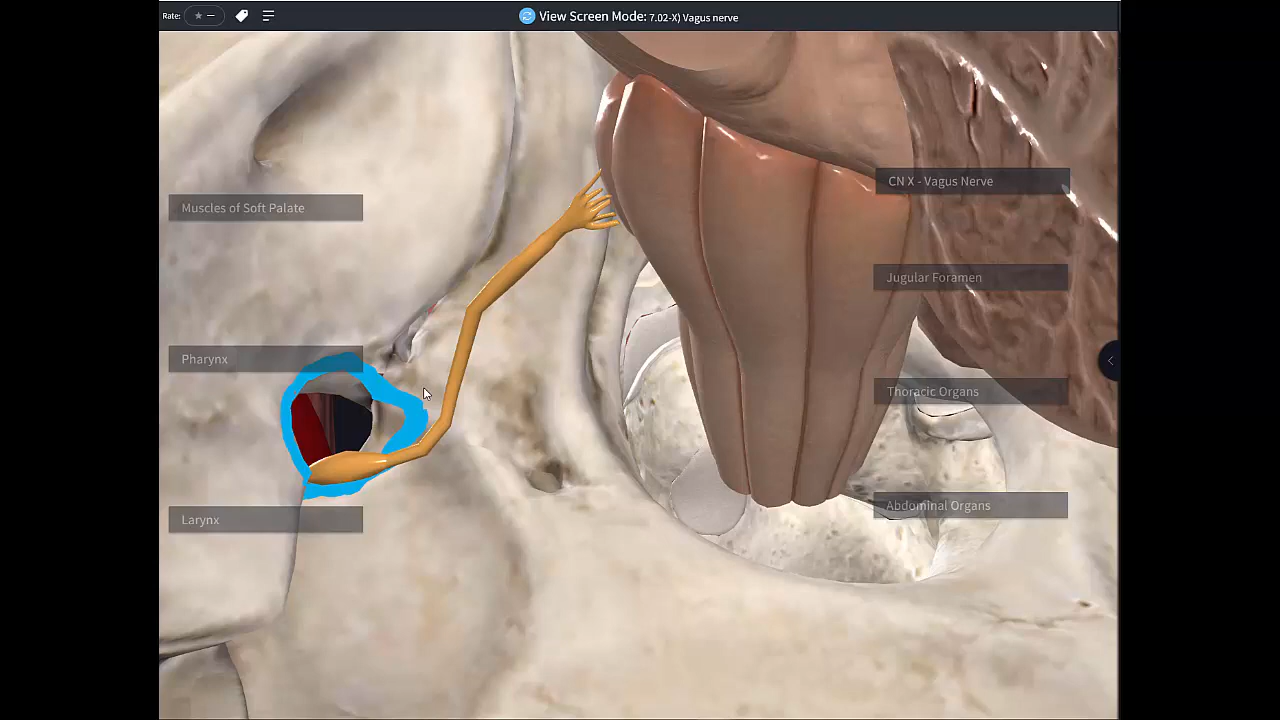 Rate:
View Screen Mode: 7.02-X) Vagus nerve
Muscles of Soft Palate
Pharynx
Larynx
CN X - Vagus Nerve
Jugular Foramen
Thoracic Organs
Abdominal Organs